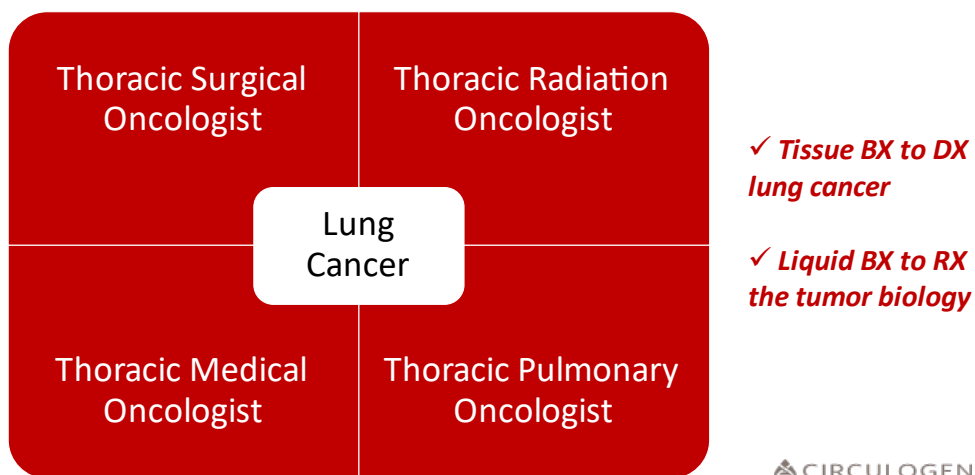 Thoracic Surgical
Oncologist
Thoracic Radiation
Oncologist
Lung
Cancer
Thoracic Medical
Oncologist
Thoracic Pulmonary
Oncologist
✓ Tissue BX to DX
lung cancer
✓ Liquid BX to RX
the tumor biology
CIRCULOGENE